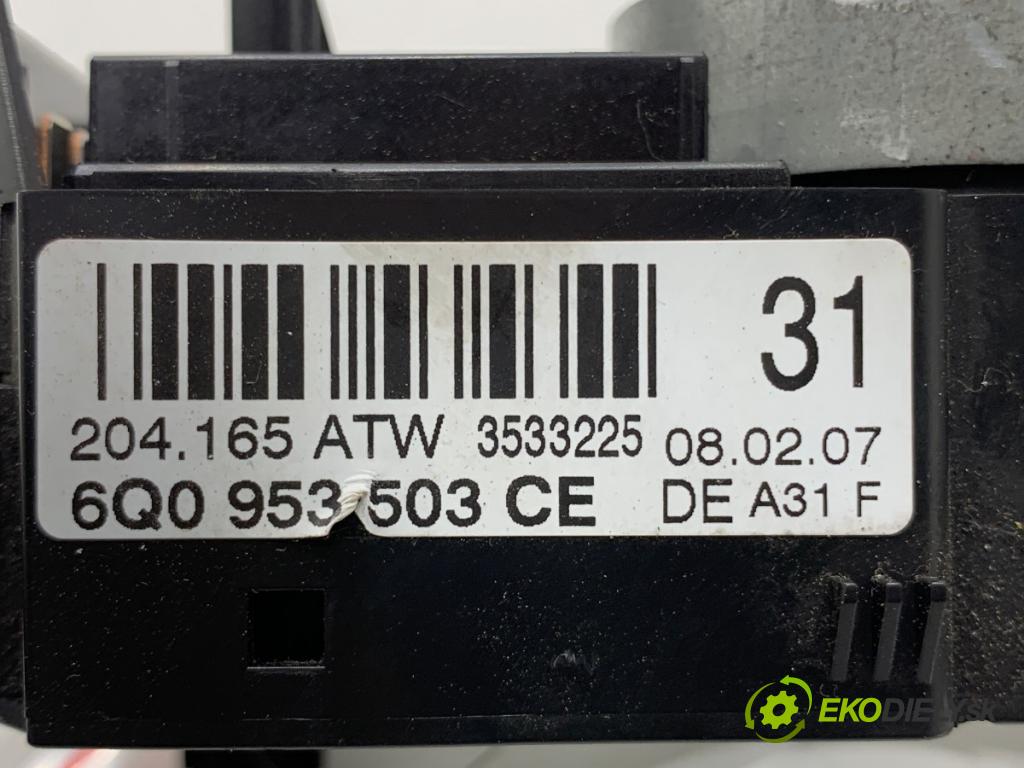 31
204.165 ATW 3533225 08.02.07
6Q0 953 503 CE DE A31 F
EKODIELY.SK